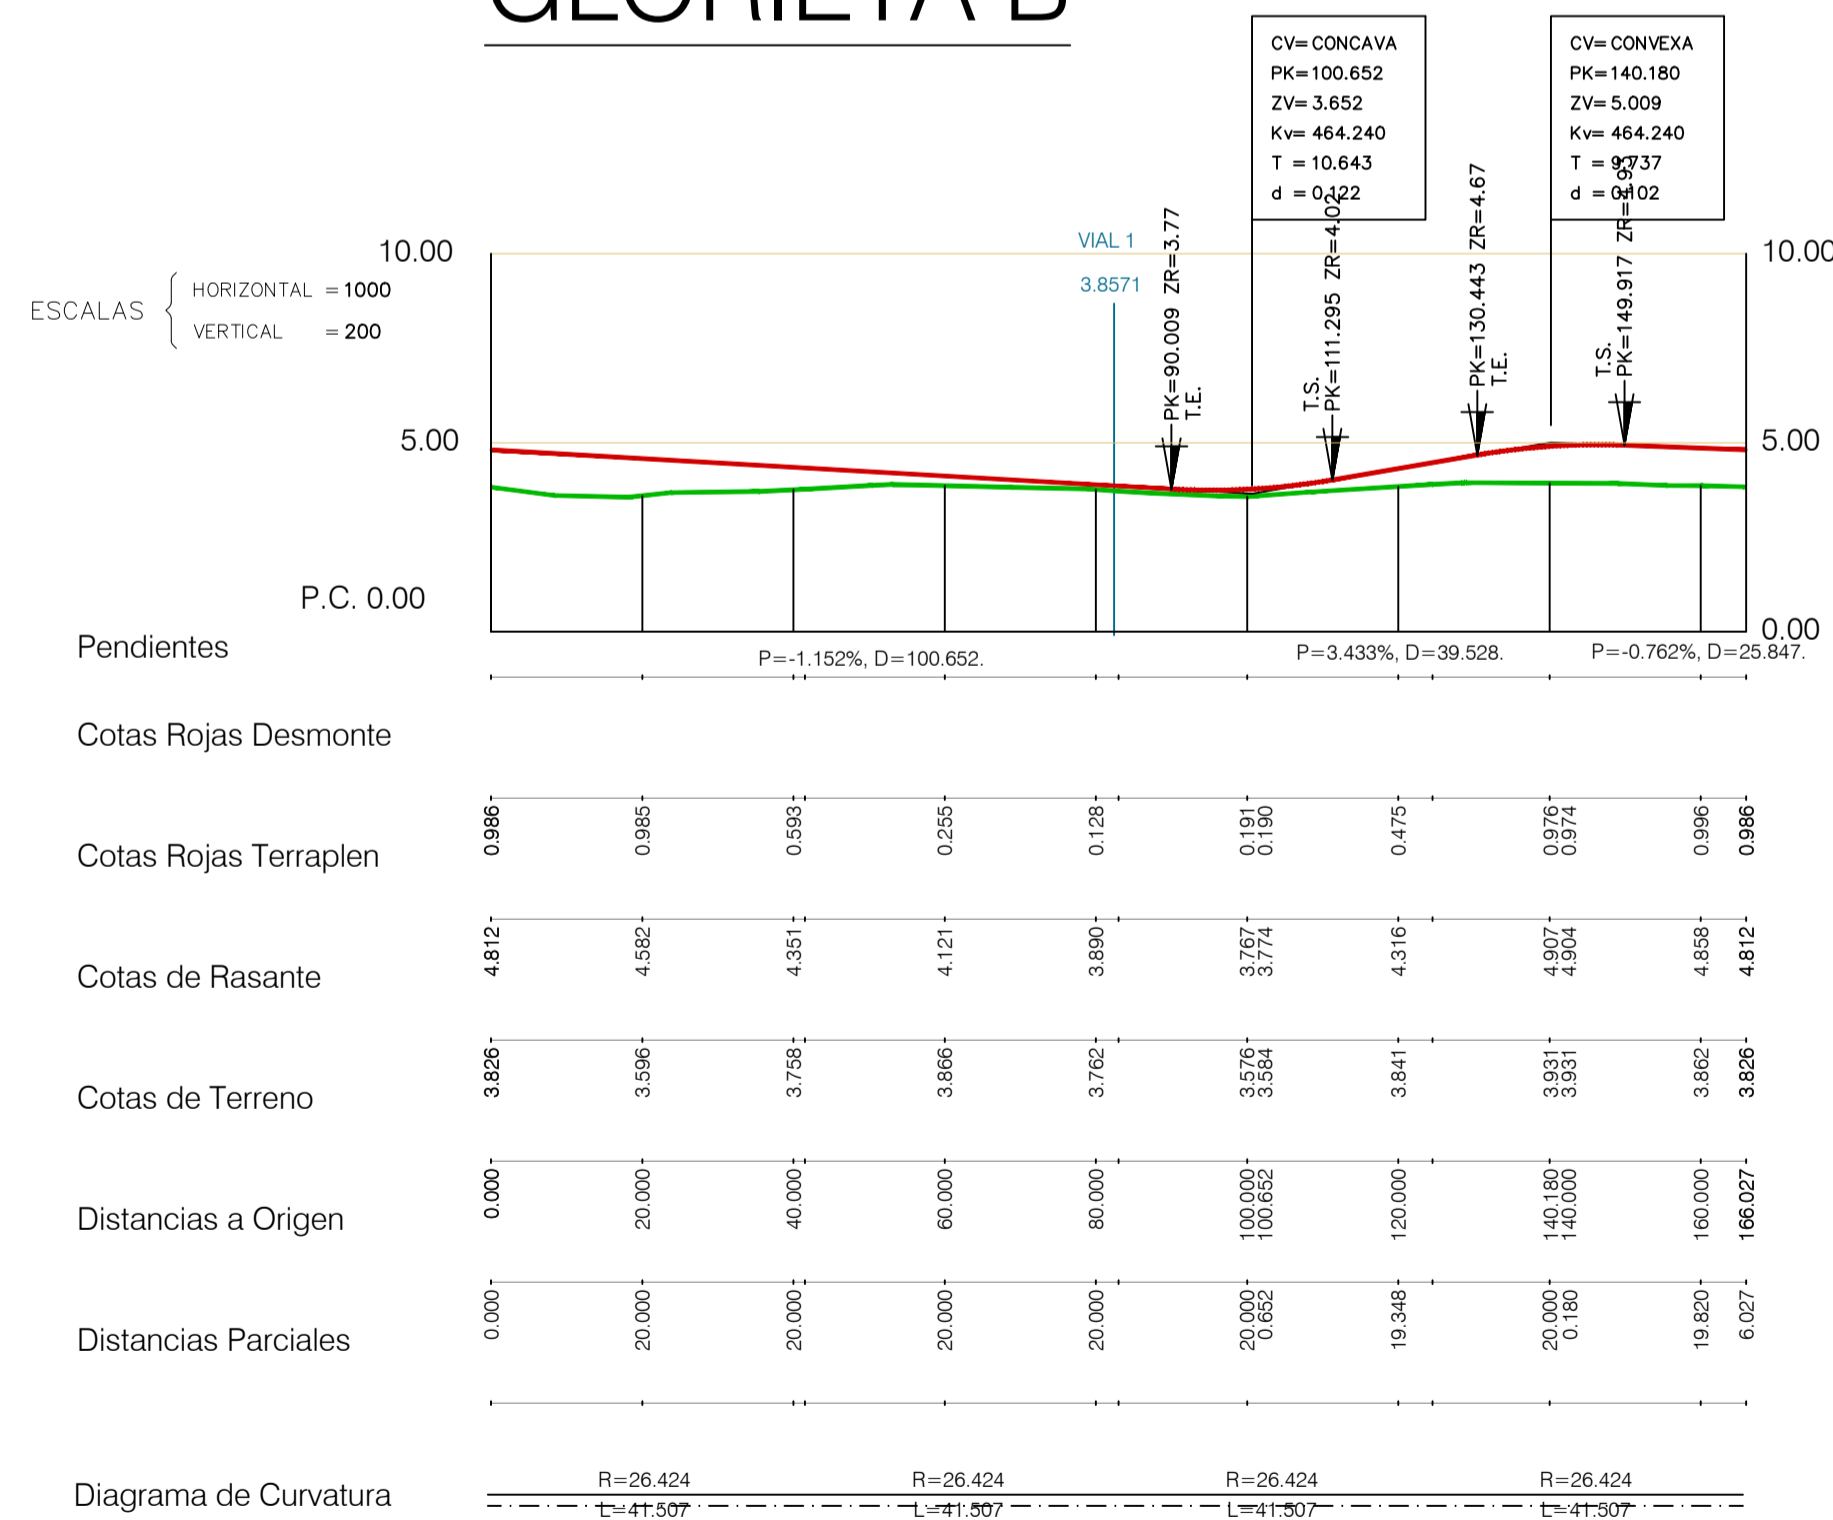 GLORIETA B
CV= CONCAVA
PK= 100.652
ZV= 3.652
Kv= 464.240
T = 10.643
d = 0.122
CV= CONVEXA
PK= 140.180
ZV= 5.009
Kv= 464.240
T = 9.737
d = 0.102
ESCALAS
HORIZONTAL = 1000
VERTICAL = 200
10.00
5.00
P.C. 0.00
10.00
5.00
0.00
VIAL 1
3.8571
PK=90.009 ZR=3.77
T.E.
T.S.
PK=111.295 ZR=4.02
PK=130.443 ZR=4.67
T.E.
T.S.
PK=149.917 ZR=4.93
Pendientes
P=-1.152%, D=100.652.
P=3.433%, D=39.528.
P=-0.762%, D=25.847.
Cotas Rojas Desmonte
Cotas Rojas Terraplen
0.986 0.985 0.593 0.255 0.128 0.191 0.190 0.475 0.976 0.974 0.996 0.986
Cotas de Rasante
4.812 4.582 4.351 4.121 3.890 3.767 3.774 4.316 4.907 4.904 4.858 4.812
Cotas de Terreno
3.826 3.596 3.758 3.866 3.762 3.576 3.584 3.841 3.931 3.931 3.862 3.826
Distancias a Origen
0.000 20.000 40.000 60.000 80.000 100.000 100.652 120.000 140.180 140.000 160.000 166.027
Distancias Parciales
0.000 20.000 20.000 20.000 20.000 20.000 0.652 19.348 20.000 0.180 19.820 6.027
Diagrama de Curvatura
R=26.424 R=26.424 R=26.424 R=26.424
L=41.507 L=41.507 L=41.507 L=41.507